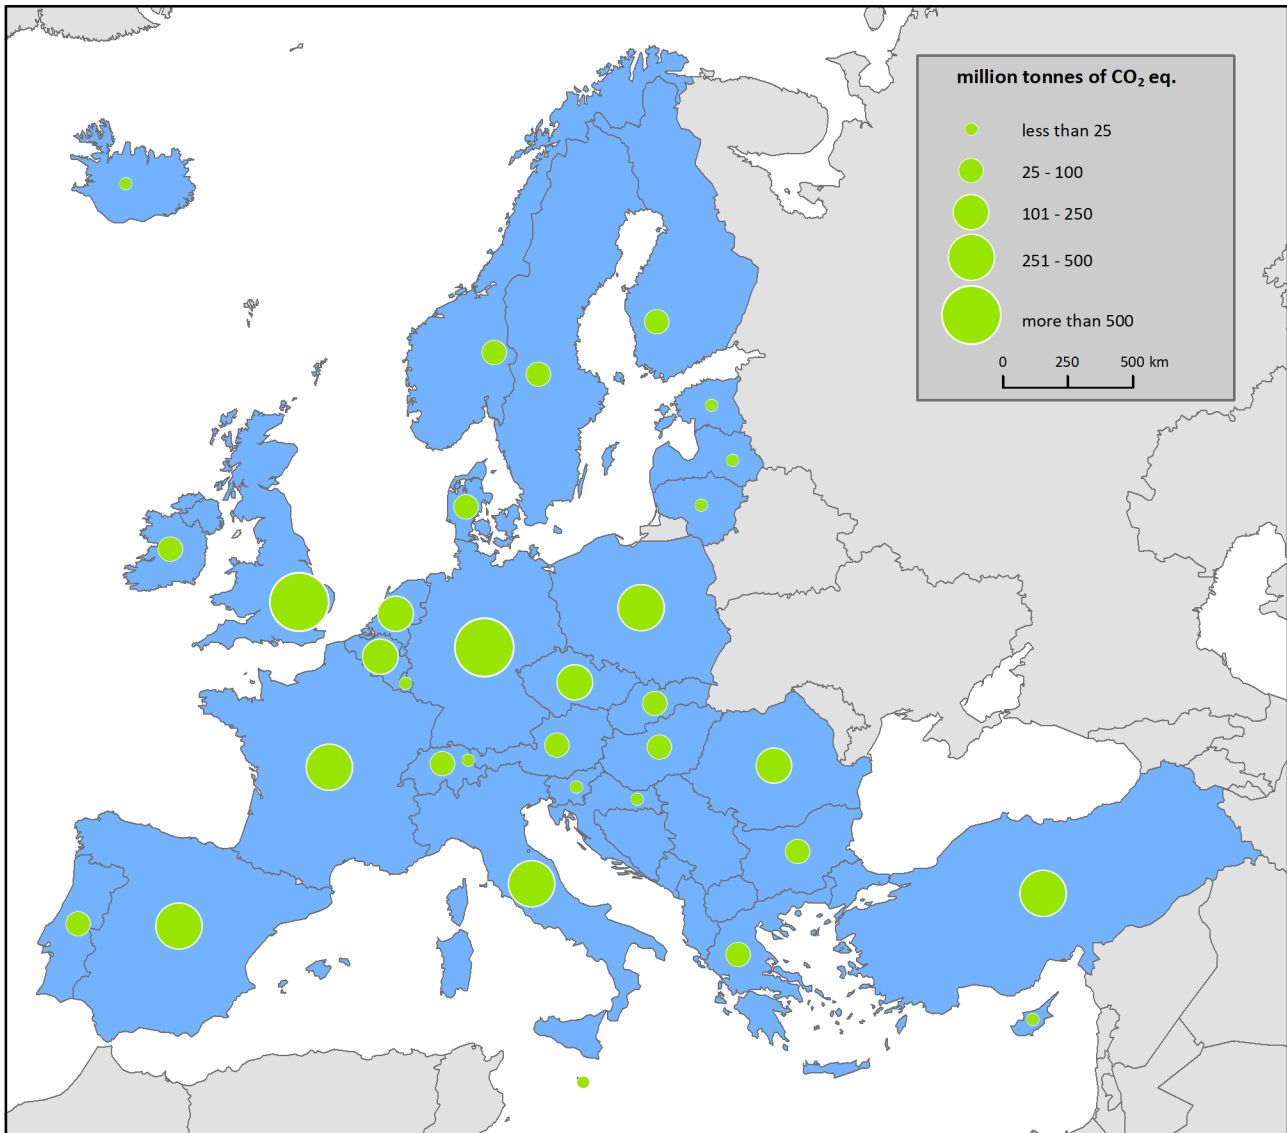 million tonnes of CO₂ eq.
less than 25
25 - 100
101 - 250
251 - 500
more than 500
0 250 500 km